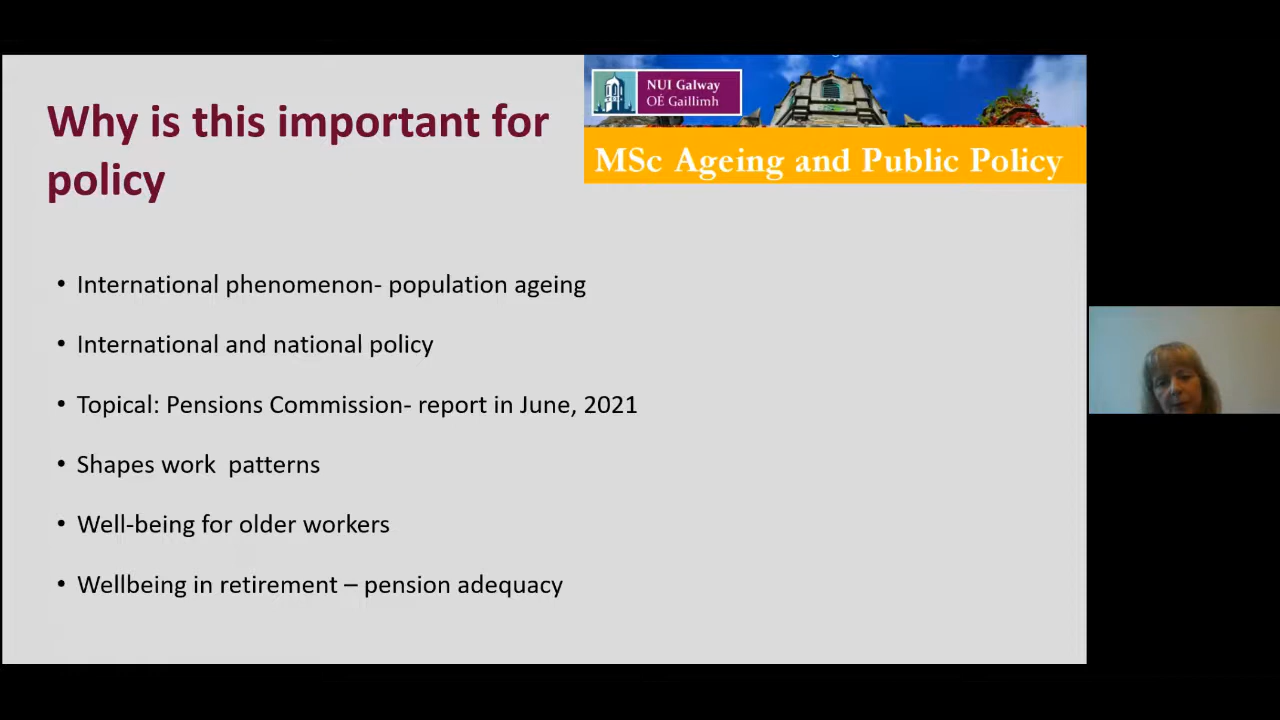 Why is this important for
policy
NUI Galway
OÉ Gaillimh
MSc Ageing and Public Policy
• International phenomenon- population ageing
• International and national policy
• Topical: Pensions Commission- report in June, 2021
• Shapes work  patterns
• Well-being for older workers
• Wellbeing in retirement – pension adequacy